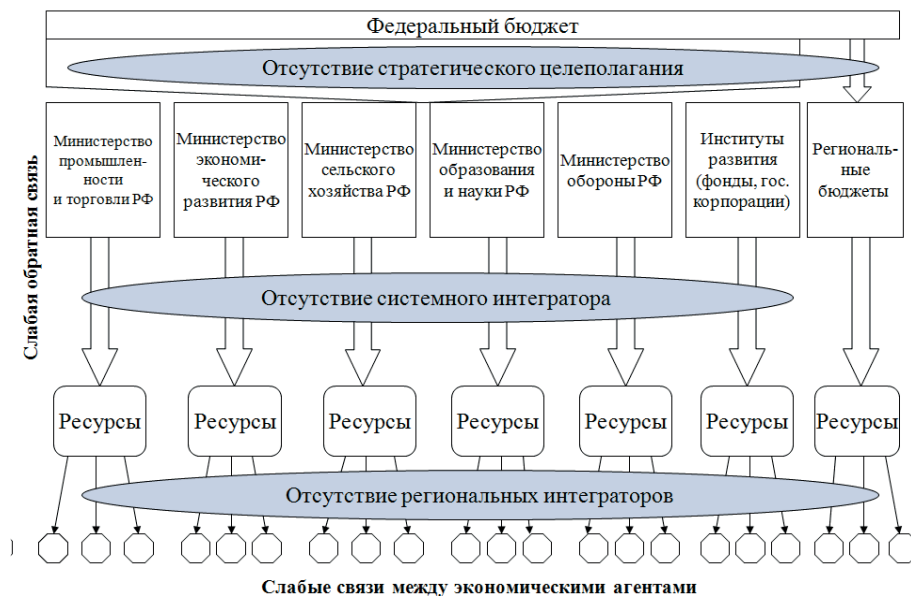 Федеральный бюджет
Отсутствие стратегического целеполагания
Министерство
промышлен-
ности
и торговли РФ
Министерство
экономи-
ческого
развития РФ
Министерство
сельского
хозяйства РФ
Министерство
образования
и науки РФ
Министерство
обороны РФ
Институты
развития
(фонды, гос.
корпорации)
Региональ-
ные
бюджеты
Слабая обратная связь
Отсутствие системного интегратора
Ресурсы
Ресурсы
Ресурсы
Ресурсы
Ресурсы
Ресурсы
Ресурсы
Отсутствие региональных интеграторов
Слабые связи между экономическими агентами